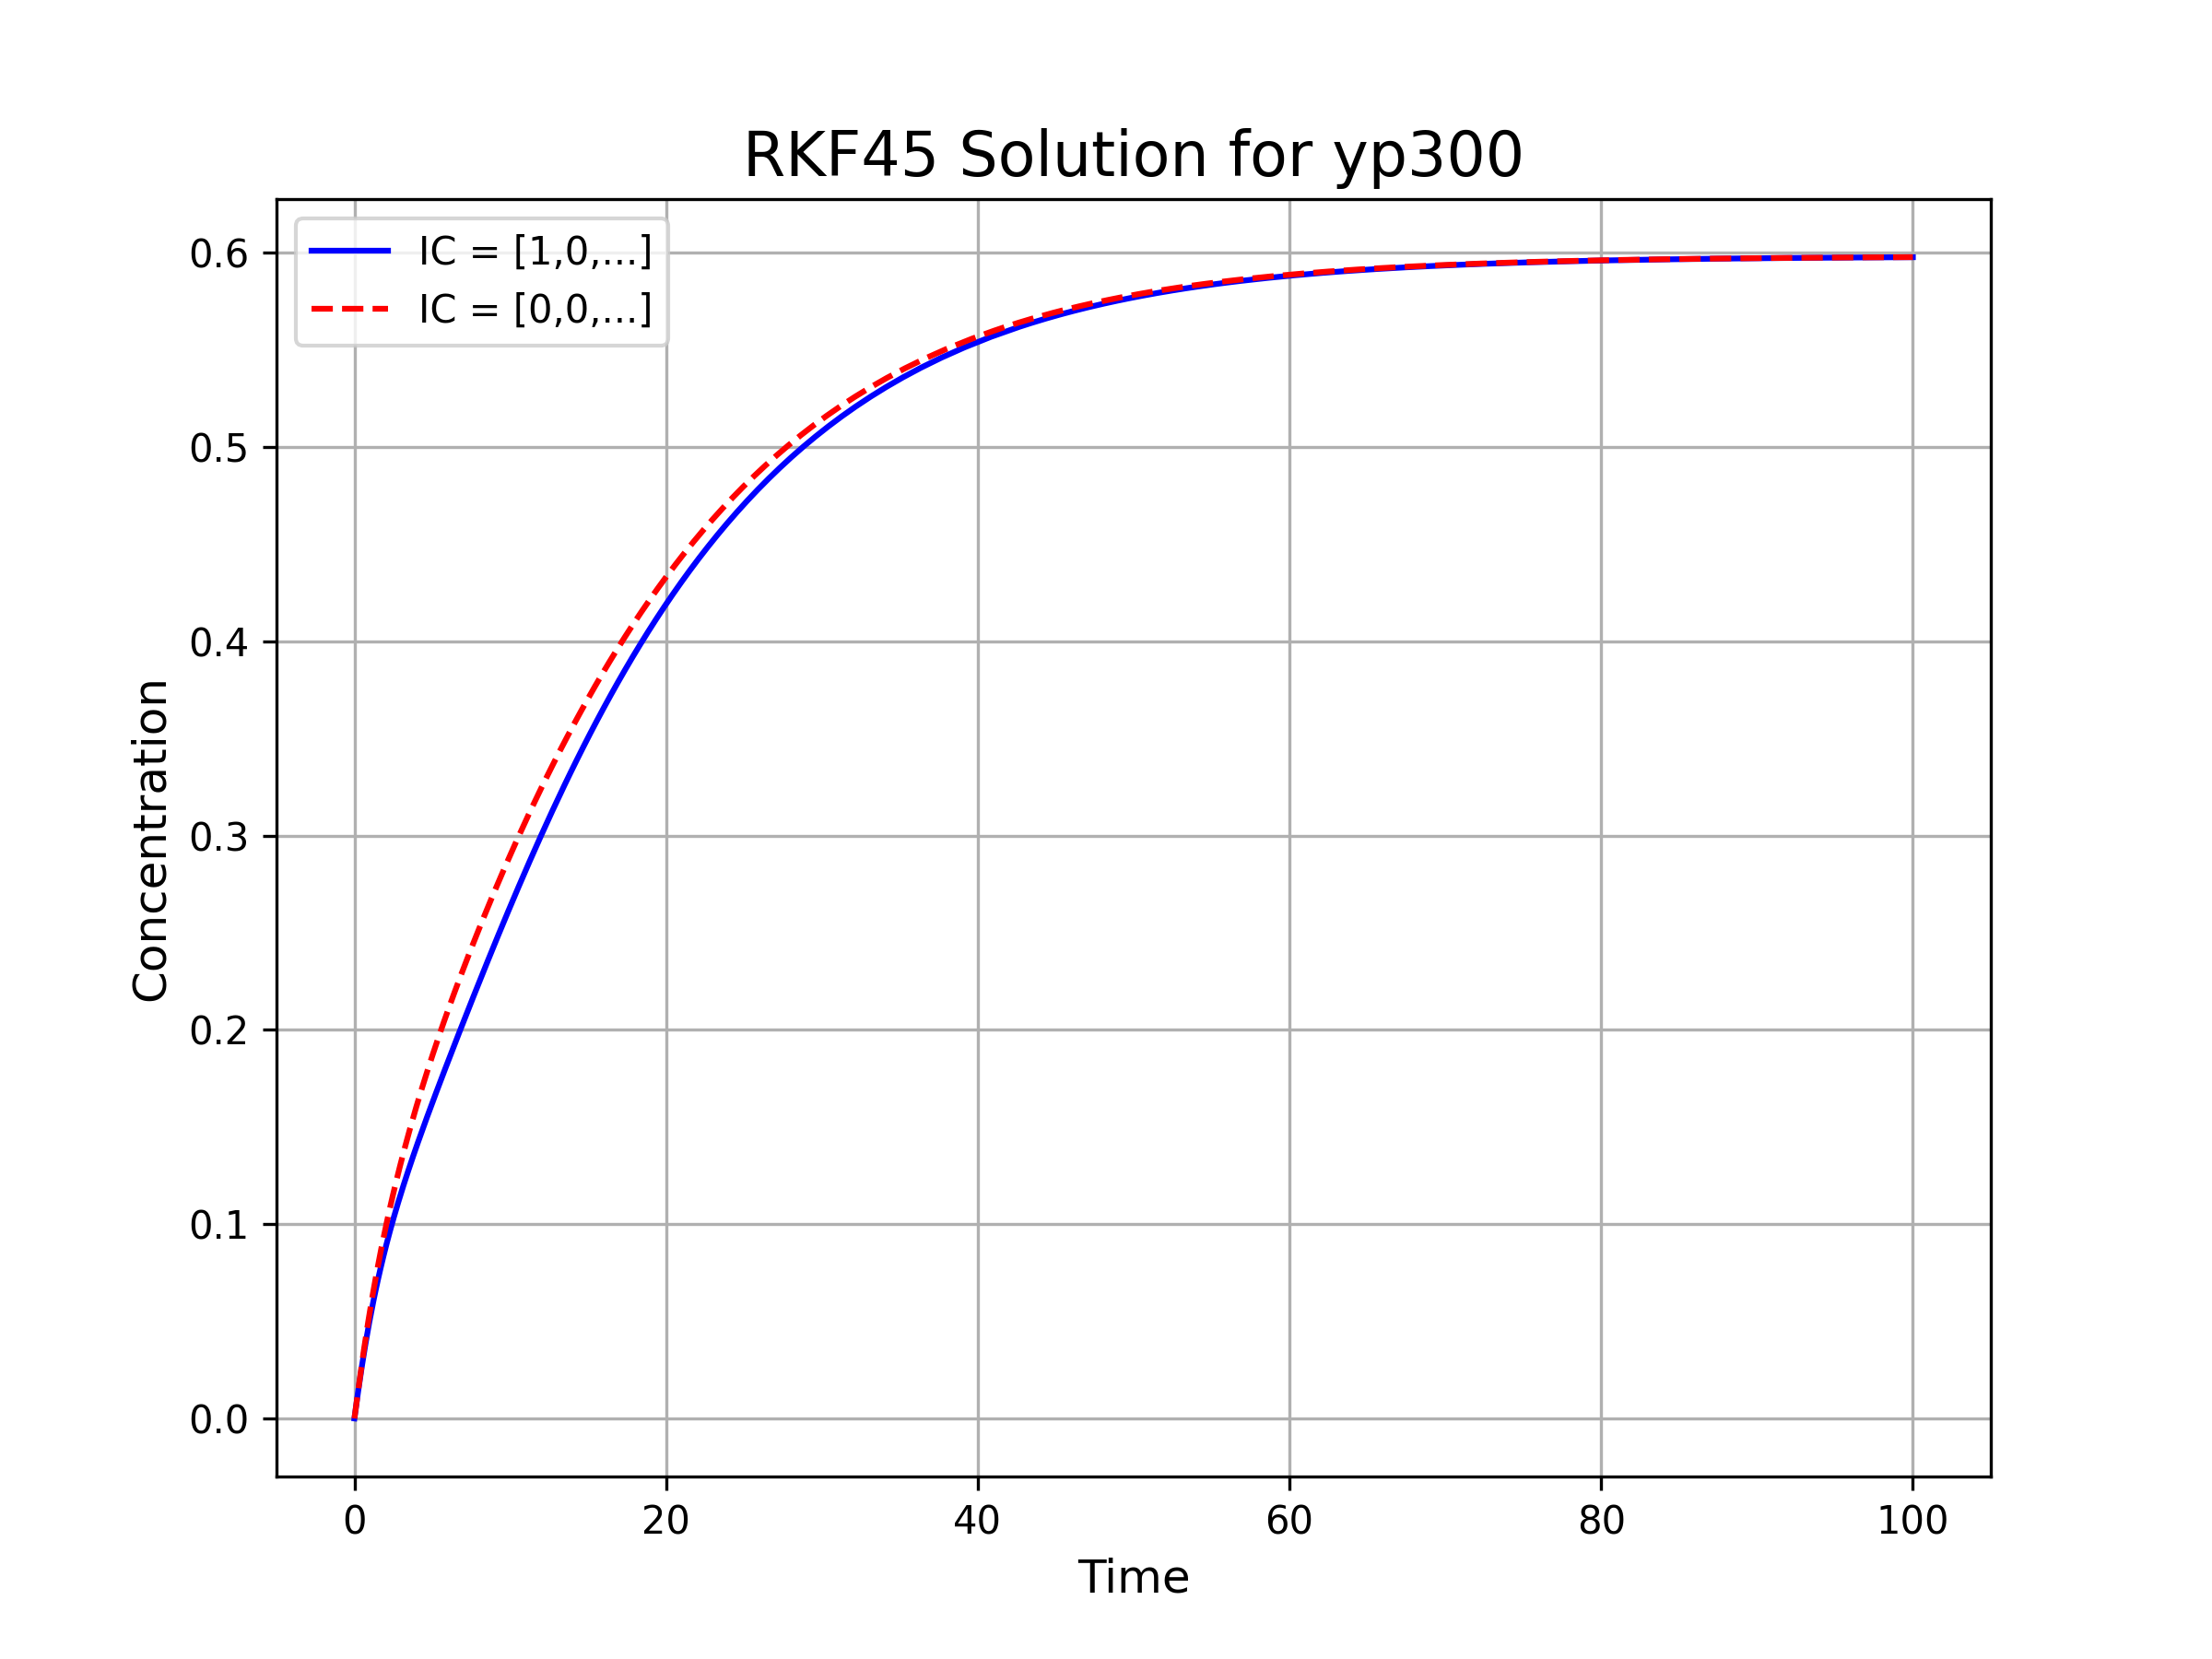 RKF45 Solution for yp300
IC = [1,0,...]
IC = [0,0,...]
0.6
0.5
0.4
0.3
0.2
0.1
0.0
Concentration
0 20 40 60 80 100
Time